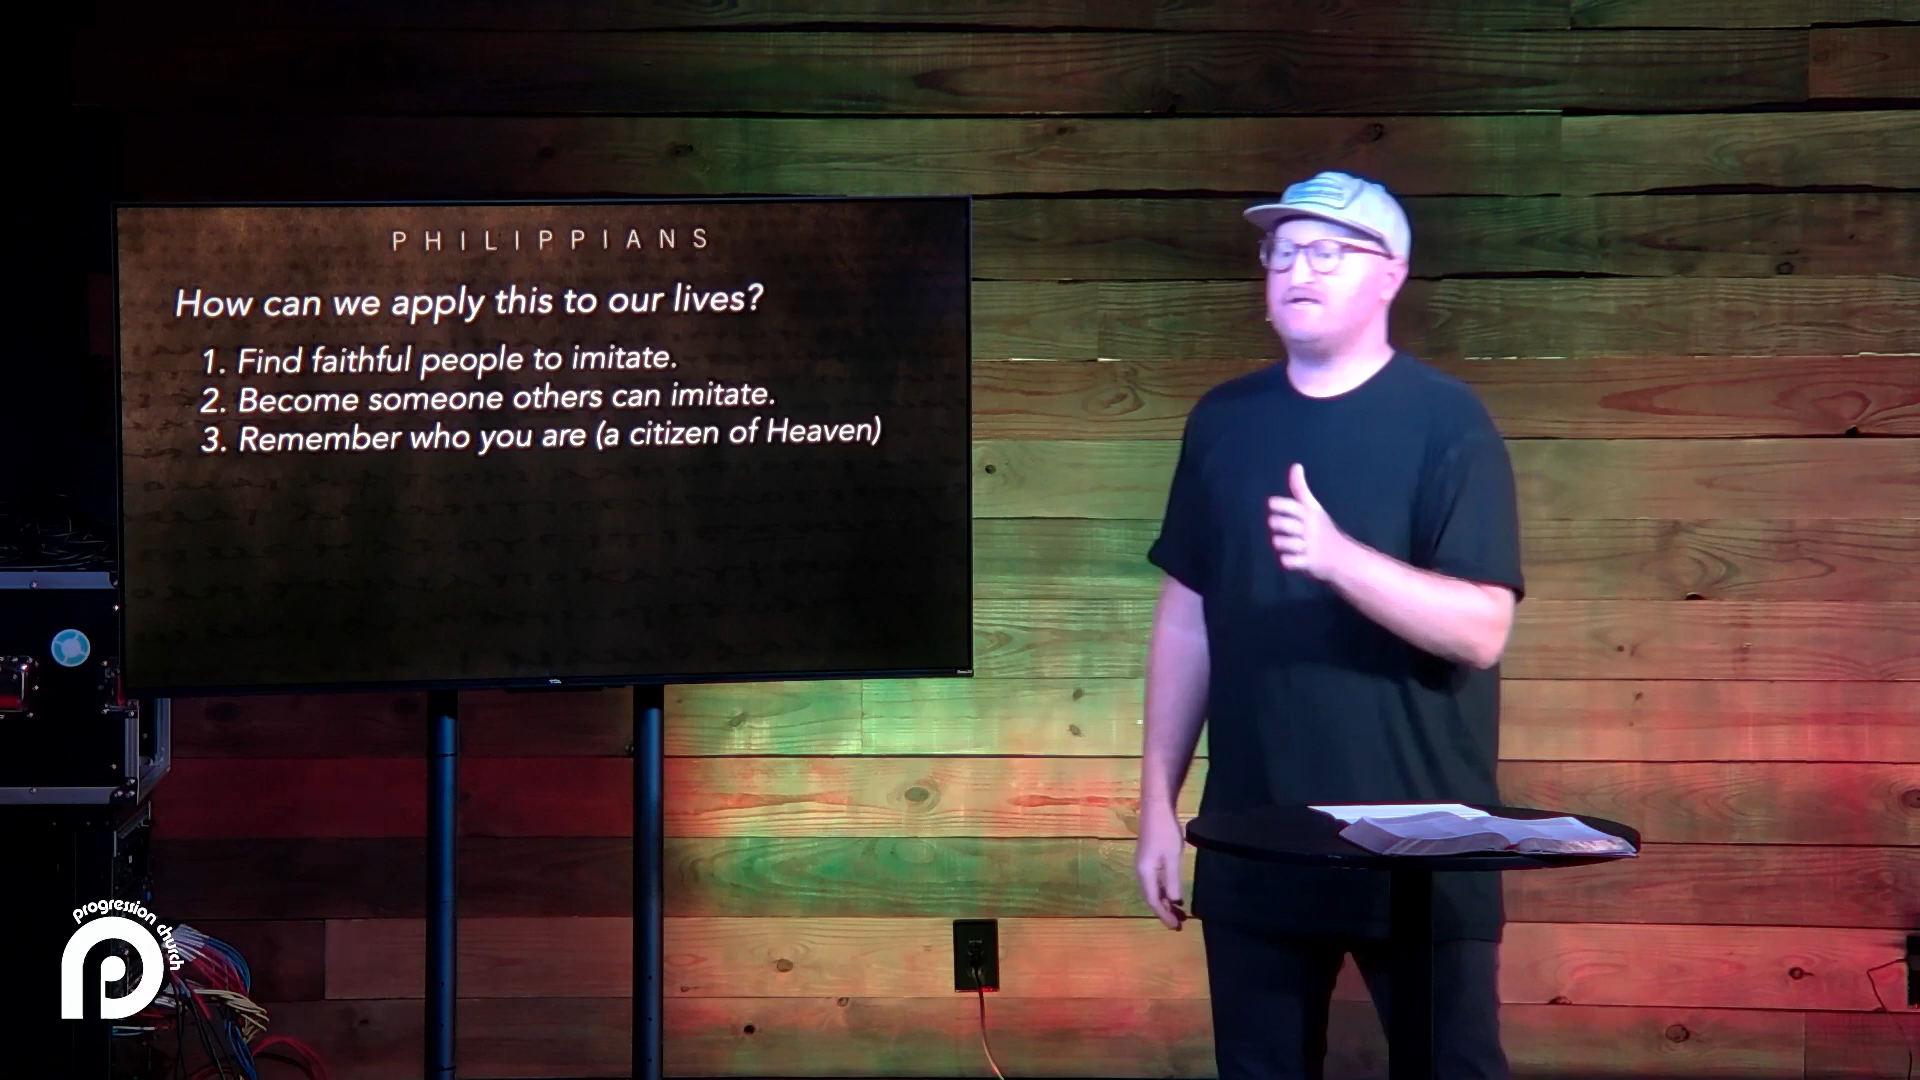 PHILIPPIANS
How can we apply this to our lives?
1. Find faithful people to imitate.
2. Become someone others can imitate.
3. Remember who you are (a citizen of Heaven)
TCL
progression church